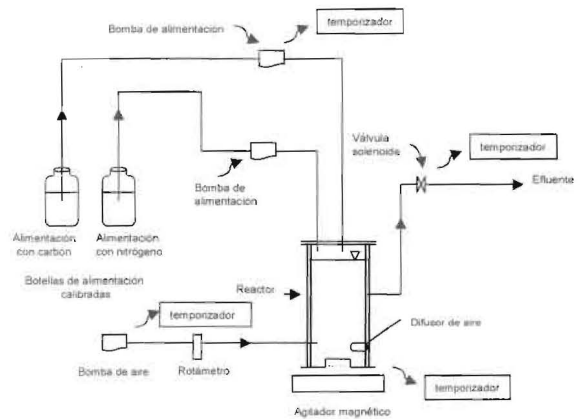 Bomba de alimentación
temporizador
Válvula
solenoide
temporizador
Efluente
Bomba de
alimentación
Alimentación
con carbón
Alimentación
con nitrógeno
Botellas de alimentación
calibradas
Reactor
temporizador
Difusor de aire
Bomba de aire
Rotámetro
temporizador
Agitador magnético